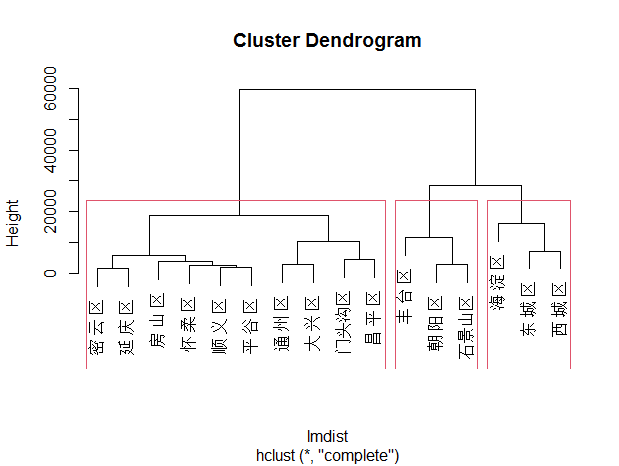 Cluster Dendrogram
Height
0 20000 40000 60000
密云区 延庆区 房山区 怀柔区 顺义区 平谷区 通州区 大兴区 门头沟区 昌平区 丰台区 朝阳区 石景山区 海淀区 东城区 西城区
lmdist
hclust (*, "complete")